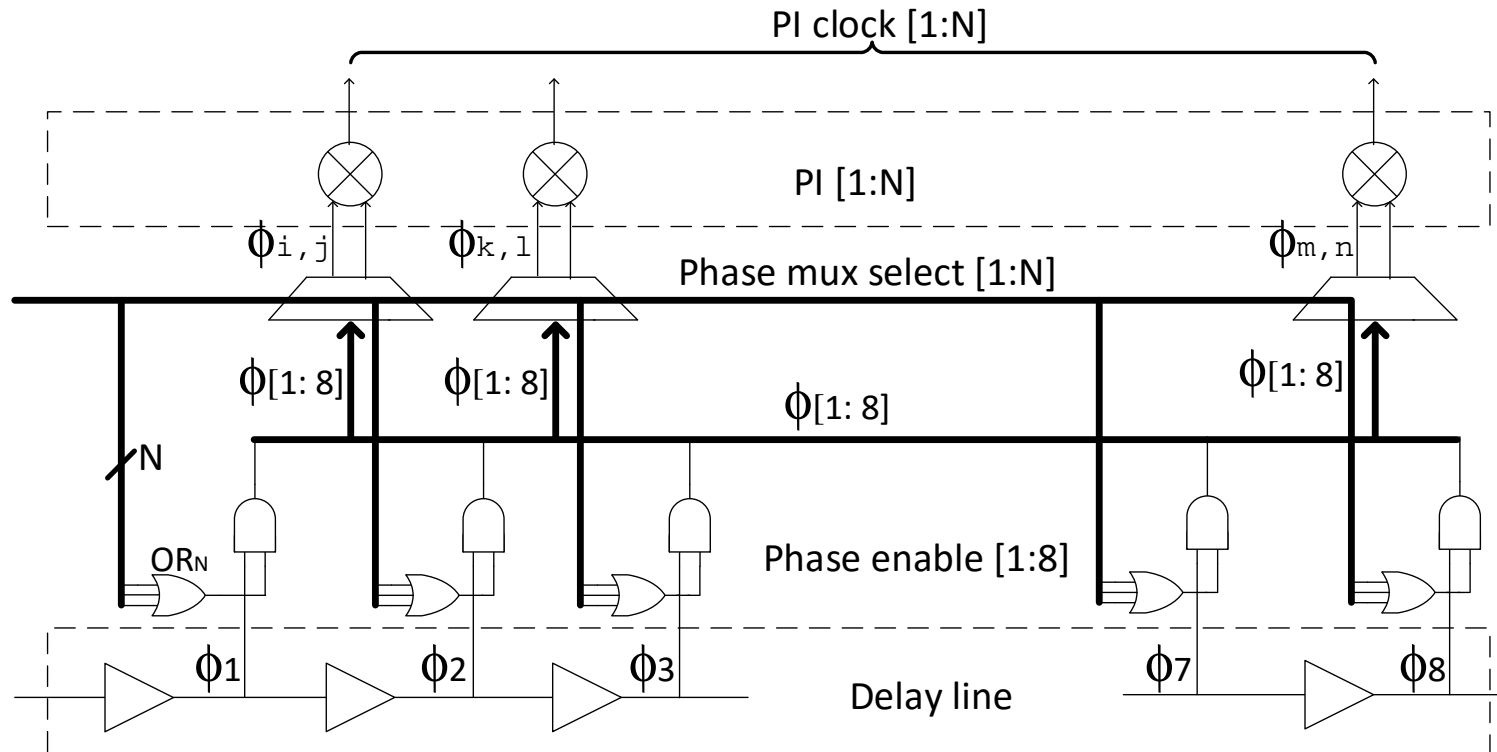 PI clock [1:N]
PI [1:N]
ϕi,j
ϕk,l
ϕm,n
Phase mux select [1:N]
ϕ[1: 8]
ϕ[1: 8]
ϕ[1: 8]
ϕ[1: 8]
N
ORN
Phase enable [1:8]
ϕ1
ϕ2
ϕ3
ϕ7
ϕ8
Delay line